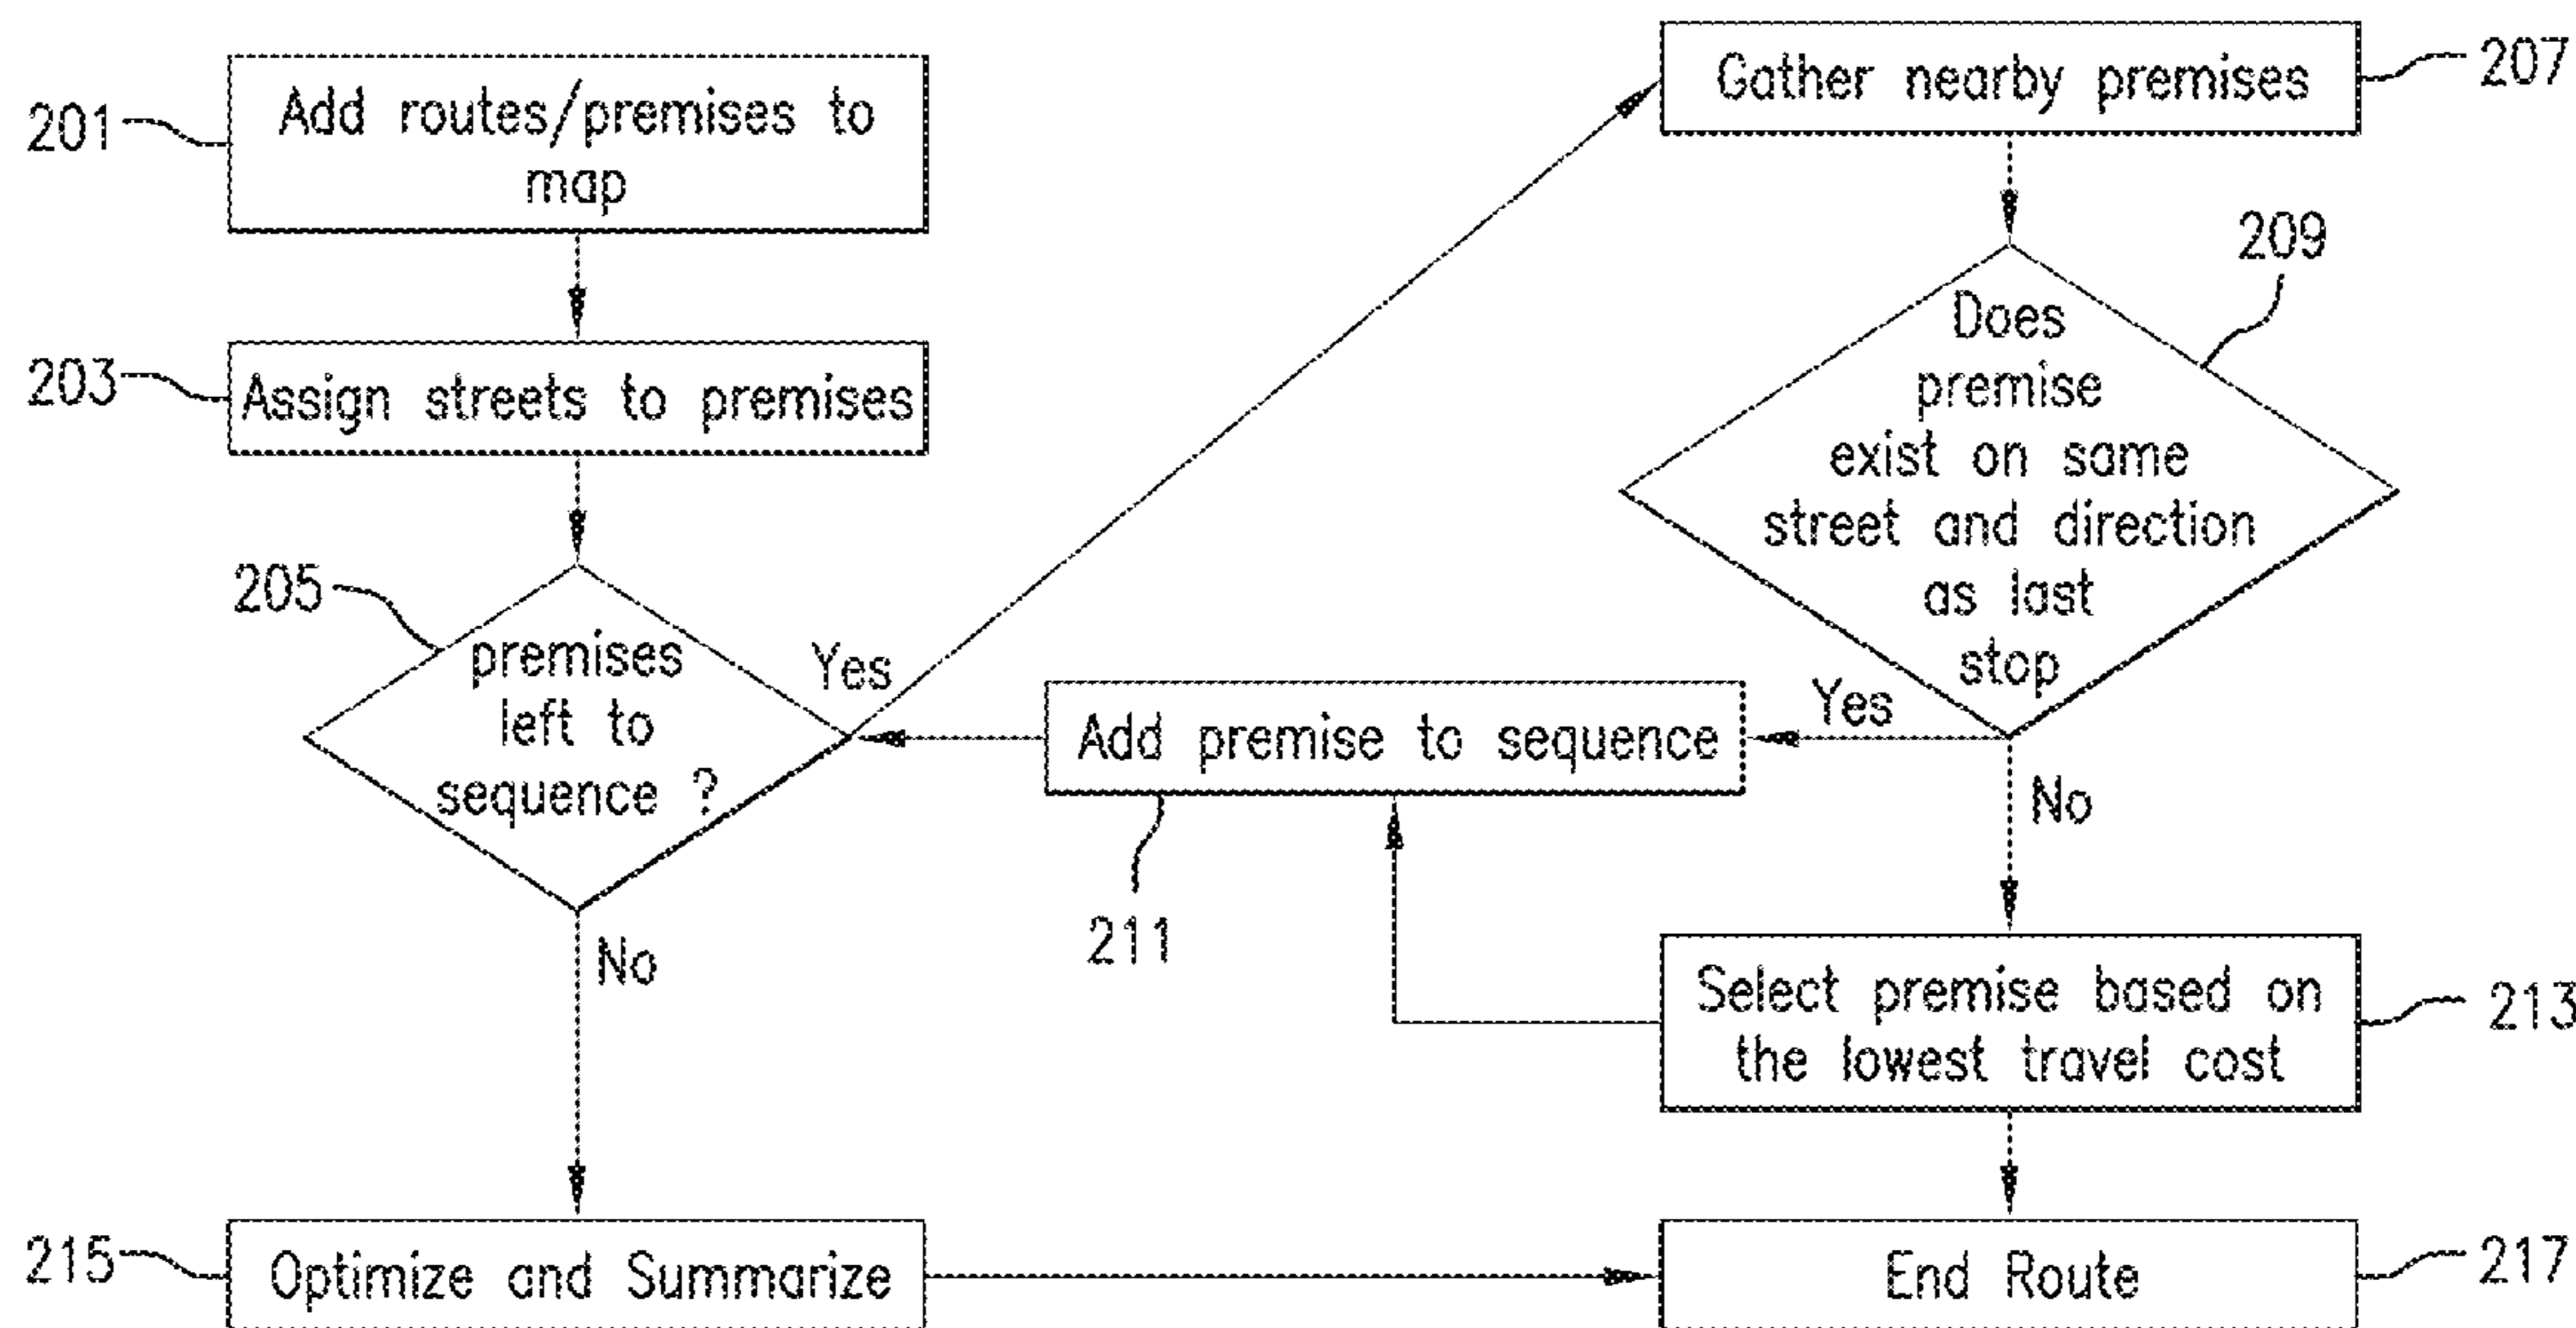 201
Add routes/premises to
map
203
Assign streets to premises
205
premises
left to
sequence ?
Yes
No
215
Optimize and Summarize
Gather nearby premises
207
209
Does
premise
exist on same
street and direction
as last
stop
Yes
Add premise to sequence
211
No
Select premise based on
the lowest travel cost
213
End Route
217